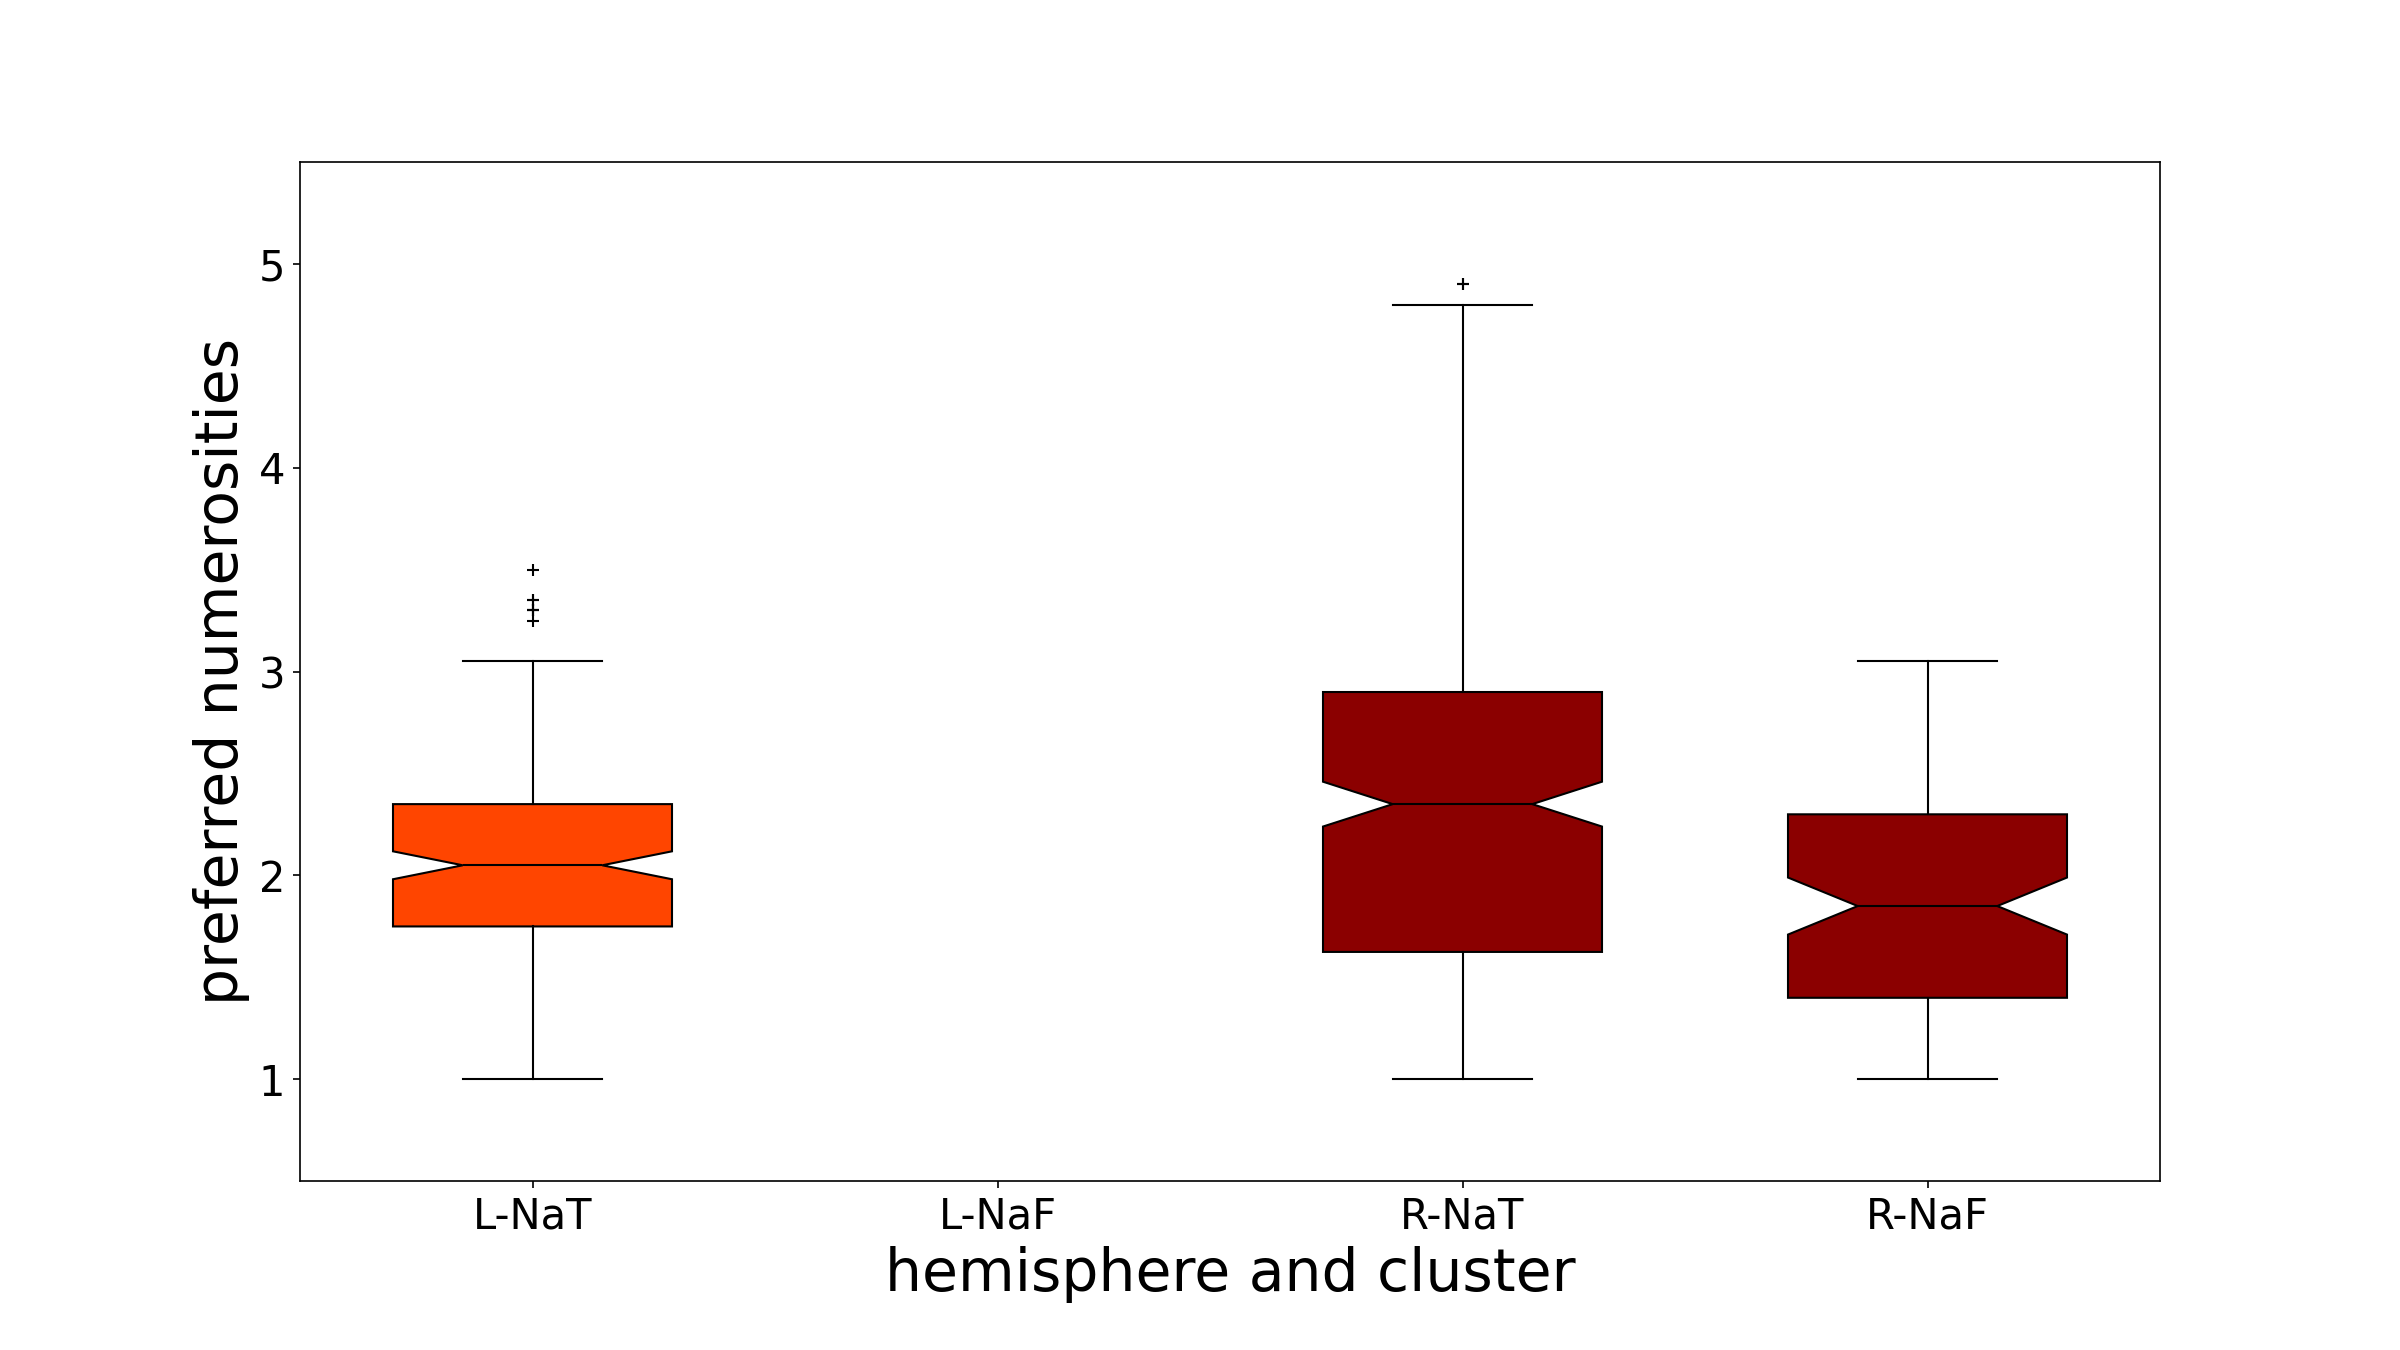 preferred numerosities
5
4
3
2
1
L-NaT L-NaF R-NaT R-NaF
hemisphere and cluster